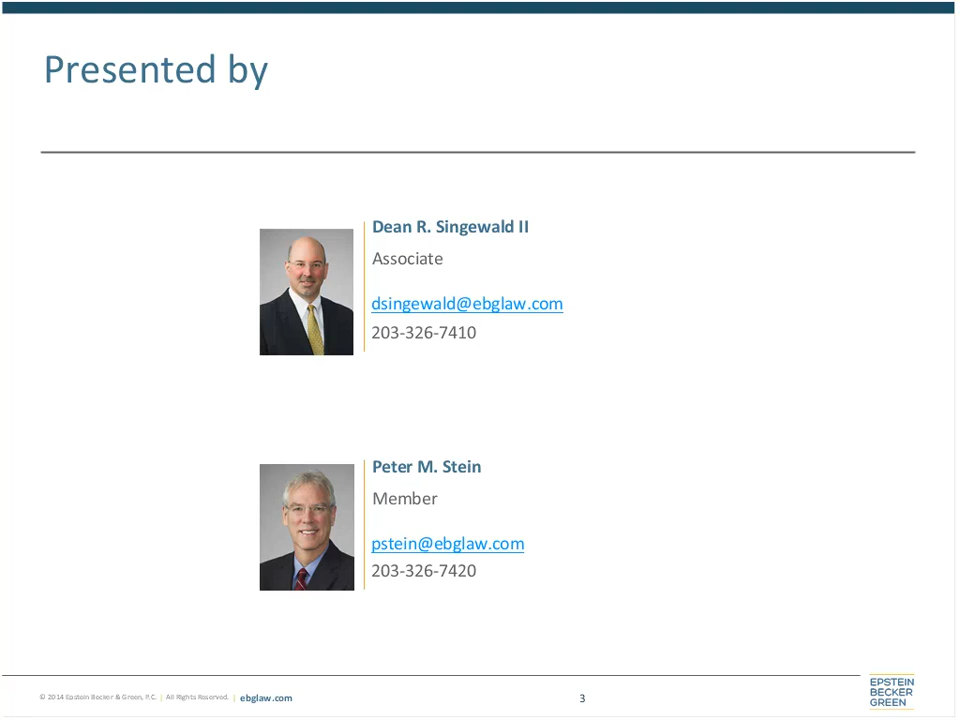 Presented by
Dean R. Singewald II
Associate
dsingewald@ebglaw.com
203-326-7410
Peter M. Stein
Member
pstein@ebglaw.com
203-326-7420
© 2014 Epstein Becker & Green, P.C. | All Rights Reserved. | ebglaw.com
3
EPSTEIN
BECKER
GREEN